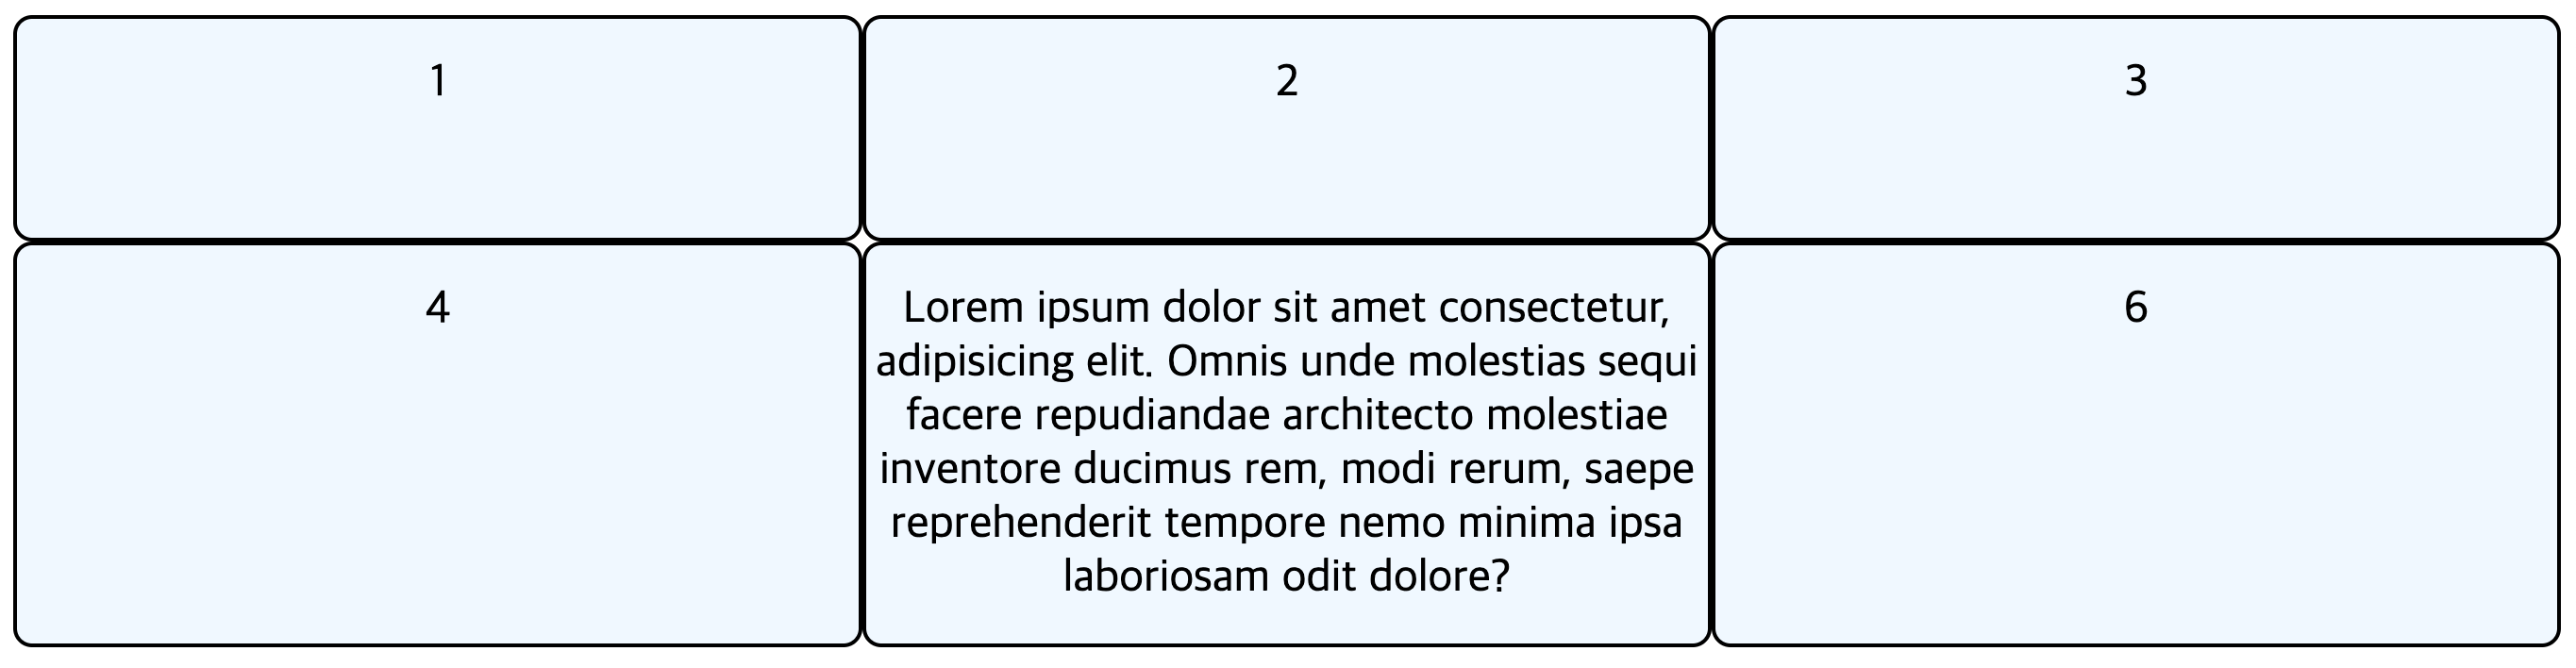 1
2
3
4
Lorem ipsum dolor sit amet consectetur,
adipisicing elit. Omnis unde molestias sequi
facere repudiandae architecto molestiae
inventore ducimus rem, modi rerum, saepe
reprehenderit tempore nemo minima ipsa
laboriosam odit dolore?
6